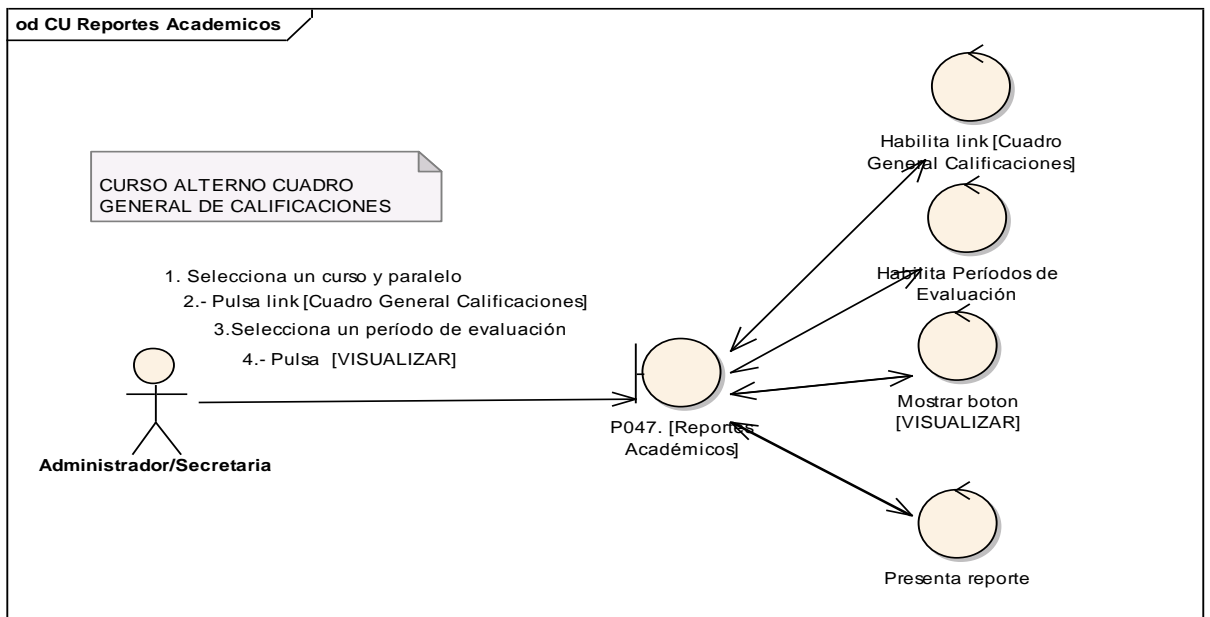 od CU Reportes Academicos
CURSO ALTERNO CUADRO
GENERAL DE CALIFICACIONES
1. Selecciona un curso y paralelo
2.- Pulsa link [Cuadro General Calificaciones]
3.Selecciona un período de evaluación
4.- Pulsa [VISUALIZAR]
Administrador/Secretaria
P047. [Reportes
Académicos]
Habilita link [Cuadro
General Calificaciones]
Habilita Períodos de
Evaluación
Mostrar boton
[VISUALIZAR]
Presenta reporte